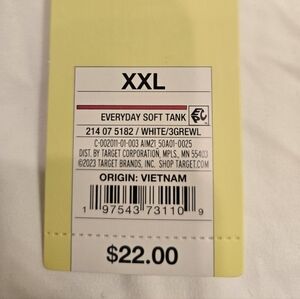 XXL
EVERYDAY SOFT TANK
214 07 5182 / WHITE/3GREWL
C-002011-01-003 AIM21_50A01-0025
DIST. BY TARGET CORPORATION, MPLS., MN 55403
©2023 TARGET BRANDS, INC. SHOP TARGET.COM
ORIGIN: VIETNAM
1 97543 73110 9
$22.00